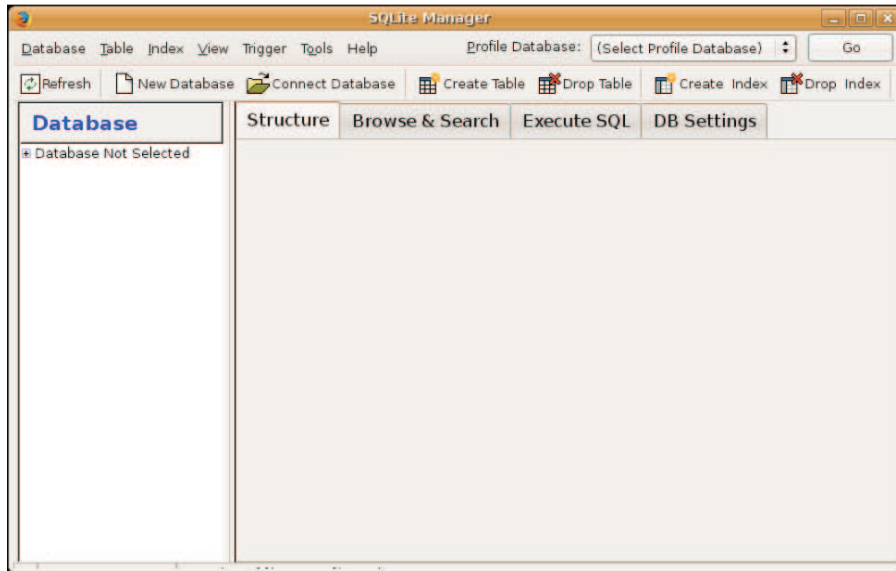 SQLite Manager
Database Table Index View Trigger Tools Help Profile Database: (Select Profile Database) Go
Refresh New Database Connect Database Create Table Drop Table Create Index Drop Index
Database
Structure Browse & Search Execute SQL DB Settings
Database Not Selected